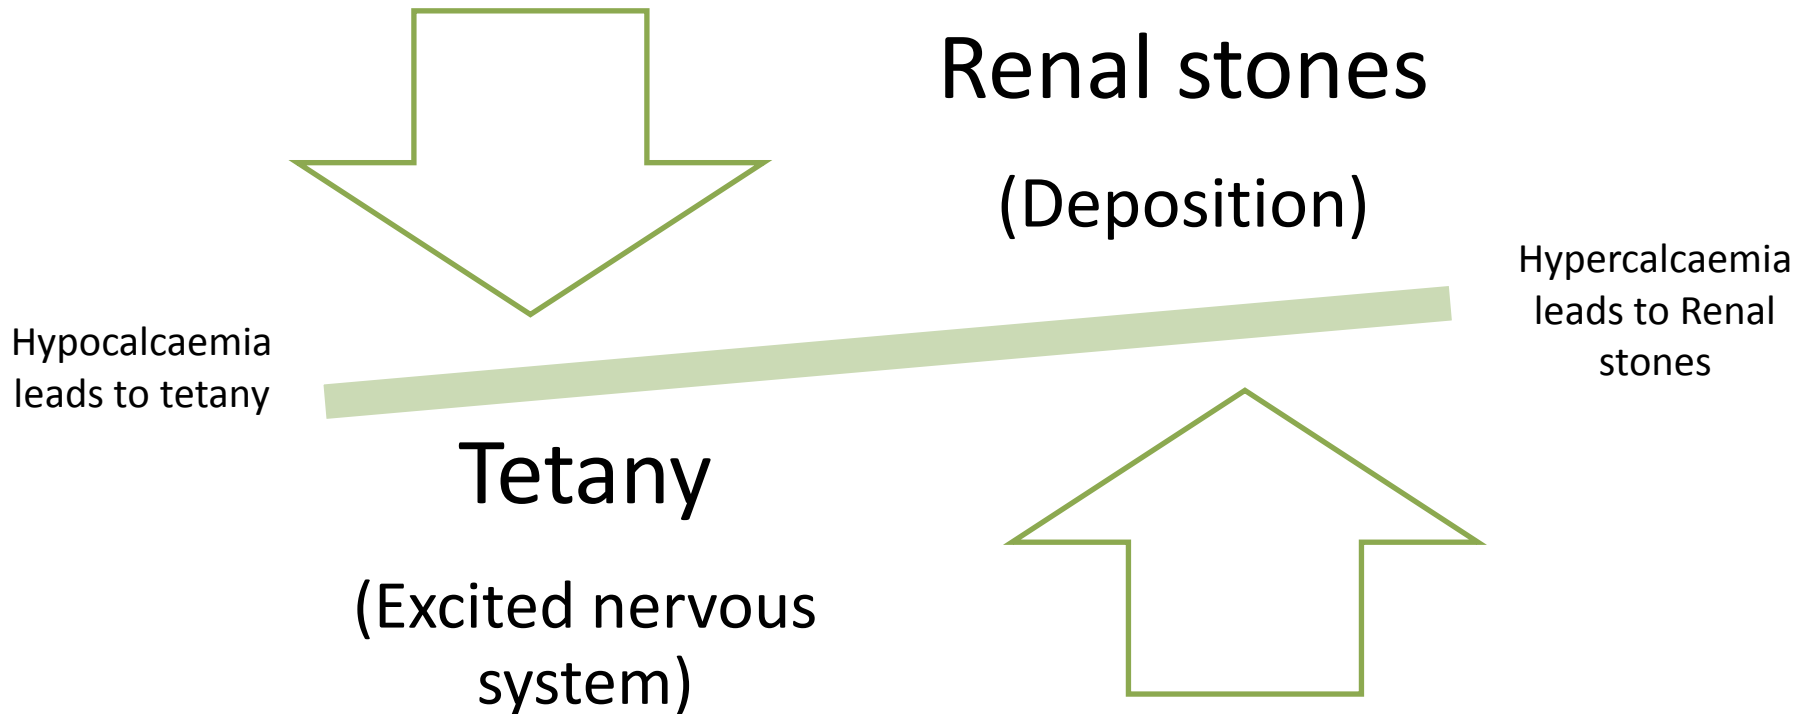 Renal stones
(Deposition)
Hypercalcaemia
leads to Renal
stones
Hypocalcaemia
leads to tetany
Tetany
(Excited nervous
system)